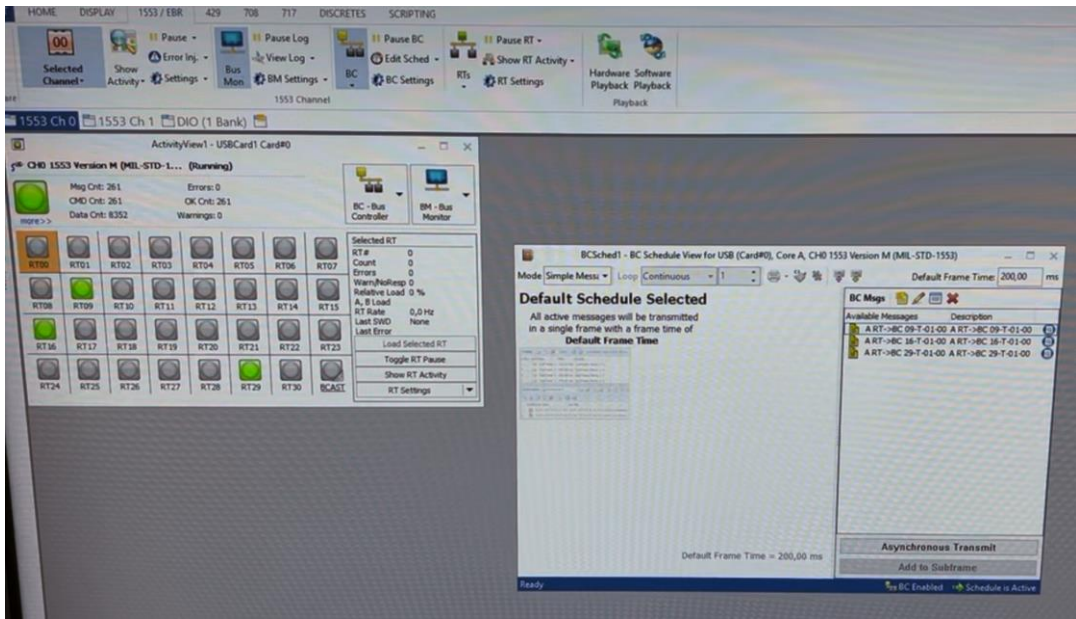 HOME DISPLAY 1553 / EBR 429 708 717 DISCRETES SCRIPTING
00
Selected Channel
Show Activity
Pause
Error Inj.
Settings
Bus Mon
Pause Log
View Log
BM Settings
BC
Pause BC
Edit Sched
BC Settings
RTs
Pause RT
Show RT Activity
RT Settings
Hardware Playback
Software Playback
1553 Channel
Playback
1553 Ch 0 1553 Ch 1 DIO (1 Bank)
ActivityView1 - USBCard1 Card#0
CH0 1553 Version M (MIL-STD-1... (Running)
Msg Cnt: 261 Errors: 0
CMD Cnt: 261 OK Cnt: 261
Data Cnt: 8352 Warnings: 0
more>>
BC - Bus Controller
BM - Bus Monitor
RT00 RT01 RT02 RT03 RT04 RT05 RT06 RT07
RT08 RT09 RT10 RT11 RT12 RT13 RT14 RT15
RT16 RT17 RT18 RT19 RT20 RT21 RT22 RT23
RT24 RT25 RT26 RT27 RT28 RT29 RT30 BCAST
Selected RT
RT# 0
Count 0
Errors 0
Warn/NoResp 0
Relative Load 0 %
A, B Load
RT Rate 0,0 Hz
Last SWD None
Last Error
Load Selected RT
Toggle RT Pause
Show RT Activity
RT Settings
BCSched1 - BC Schedule View for USB (Card#0), Core A, CH0 1553 Version M (MIL-STD-1553)
Mode Simple Messa Loop Continuous 1 Default Frame Time: 200,00 ms
Default Schedule Selected
All active messages will be transmitted
in a single frame with a frame time of
Default Frame Time
Default Frame Time = 200,00 ms
BC Msgs
Available Messages Description
A RT->BC 09-T-01-00 A RT->BC 09-T-01-00
A RT->BC 16-T-01-00 A RT->BC 16-T-01-00
A RT->BC 29-T-01-00 A RT->BC 29-T-01-00
Asynchronous Transmit
Add to Subframe
Ready
BC Enabled Schedule is Active